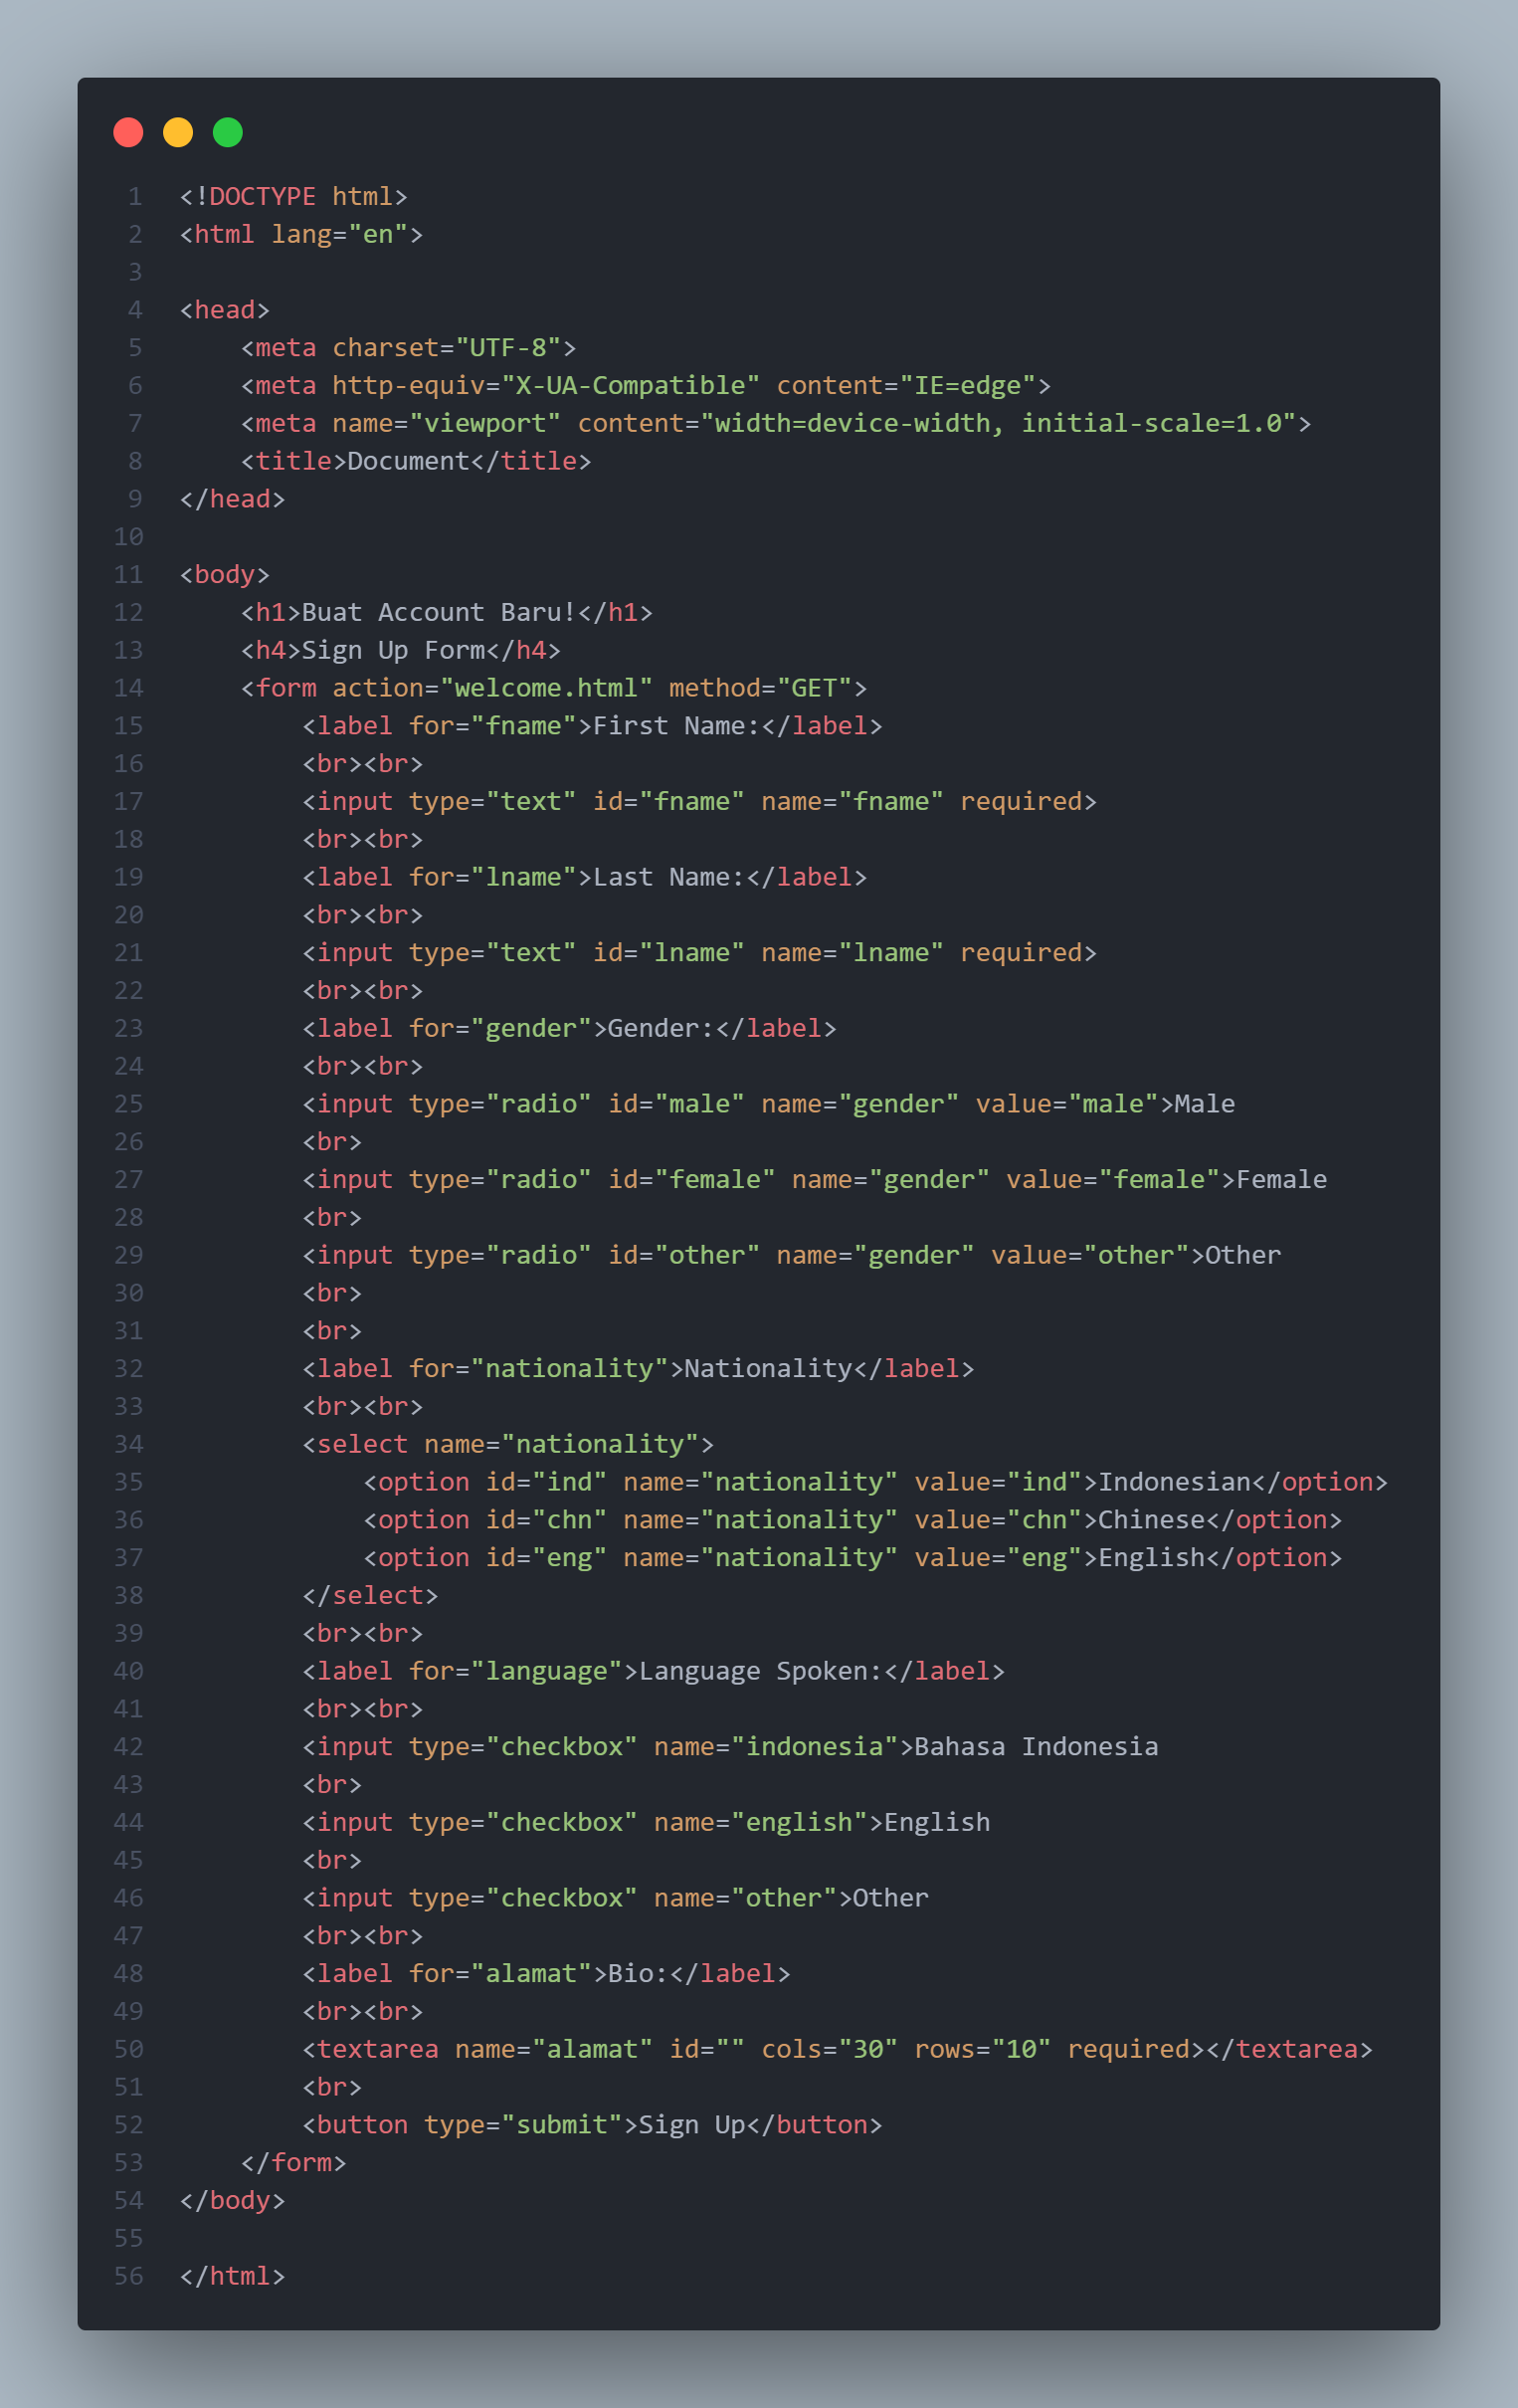 1 <!DOCTYPE html>
2 <html lang="en">
3
4 <head>
5     <meta charset="UTF-8">
6     <meta http-equiv="X-UA-Compatible" content="IE=edge">
7     <meta name="viewport" content="width=device-width, initial-scale=1.0">
8     <title>Document</title>
9 </head>
10
11 <body>
12     <h1>Buat Account Baru!</h1>
13     <h4>Sign Up Form</h4>
14     <form action="welcome.html" method="GET">
15         <label for="fname">First Name:</label>
16         <br><br>
17         <input type="text" id="fname" name="fname" required>
18         <br><br>
19         <label for="lname">Last Name:</label>
20         <br><br>
21         <input type="text" id="lname" name="lname" required>
22         <br><br>
23         <label for="gender">Gender:</label>
24         <br><br>
25         <input type="radio" id="male" name="gender" value="male">Male
26         <br>
27         <input type="radio" id="female" name="gender" value="female">Female
28         <br>
29         <input type="radio" id="other" name="gender" value="other">Other
30         <br>
31         <br>
32         <label for="nationality">Nationality</label>
33         <br><br>
34         <select name="nationality">
35             <option id="ind" name="nationality" value="ind">Indonesian</option>
36             <option id="chn" name="nationality" value="chn">Chinese</option>
37             <option id="eng" name="nationality" value="eng">English</option>
38         </select>
39         <br><br>
40         <label for="language">Language Spoken:</label>
41         <br><br>
42         <input type="checkbox" name="indonesia">Bahasa Indonesia
43         <br>
44         <input type="checkbox" name="english">English
45         <br>
46         <input type="checkbox" name="other">Other
47         <br><br>
48         <label for="alamat">Bio:</label>
49         <br><br>
50         <textarea name="alamat" id="" cols="30" rows="10" required></textarea>
51         <br>
52         <button type="submit">Sign Up</button>
53     </form>
54 </body>
55
56 </html>